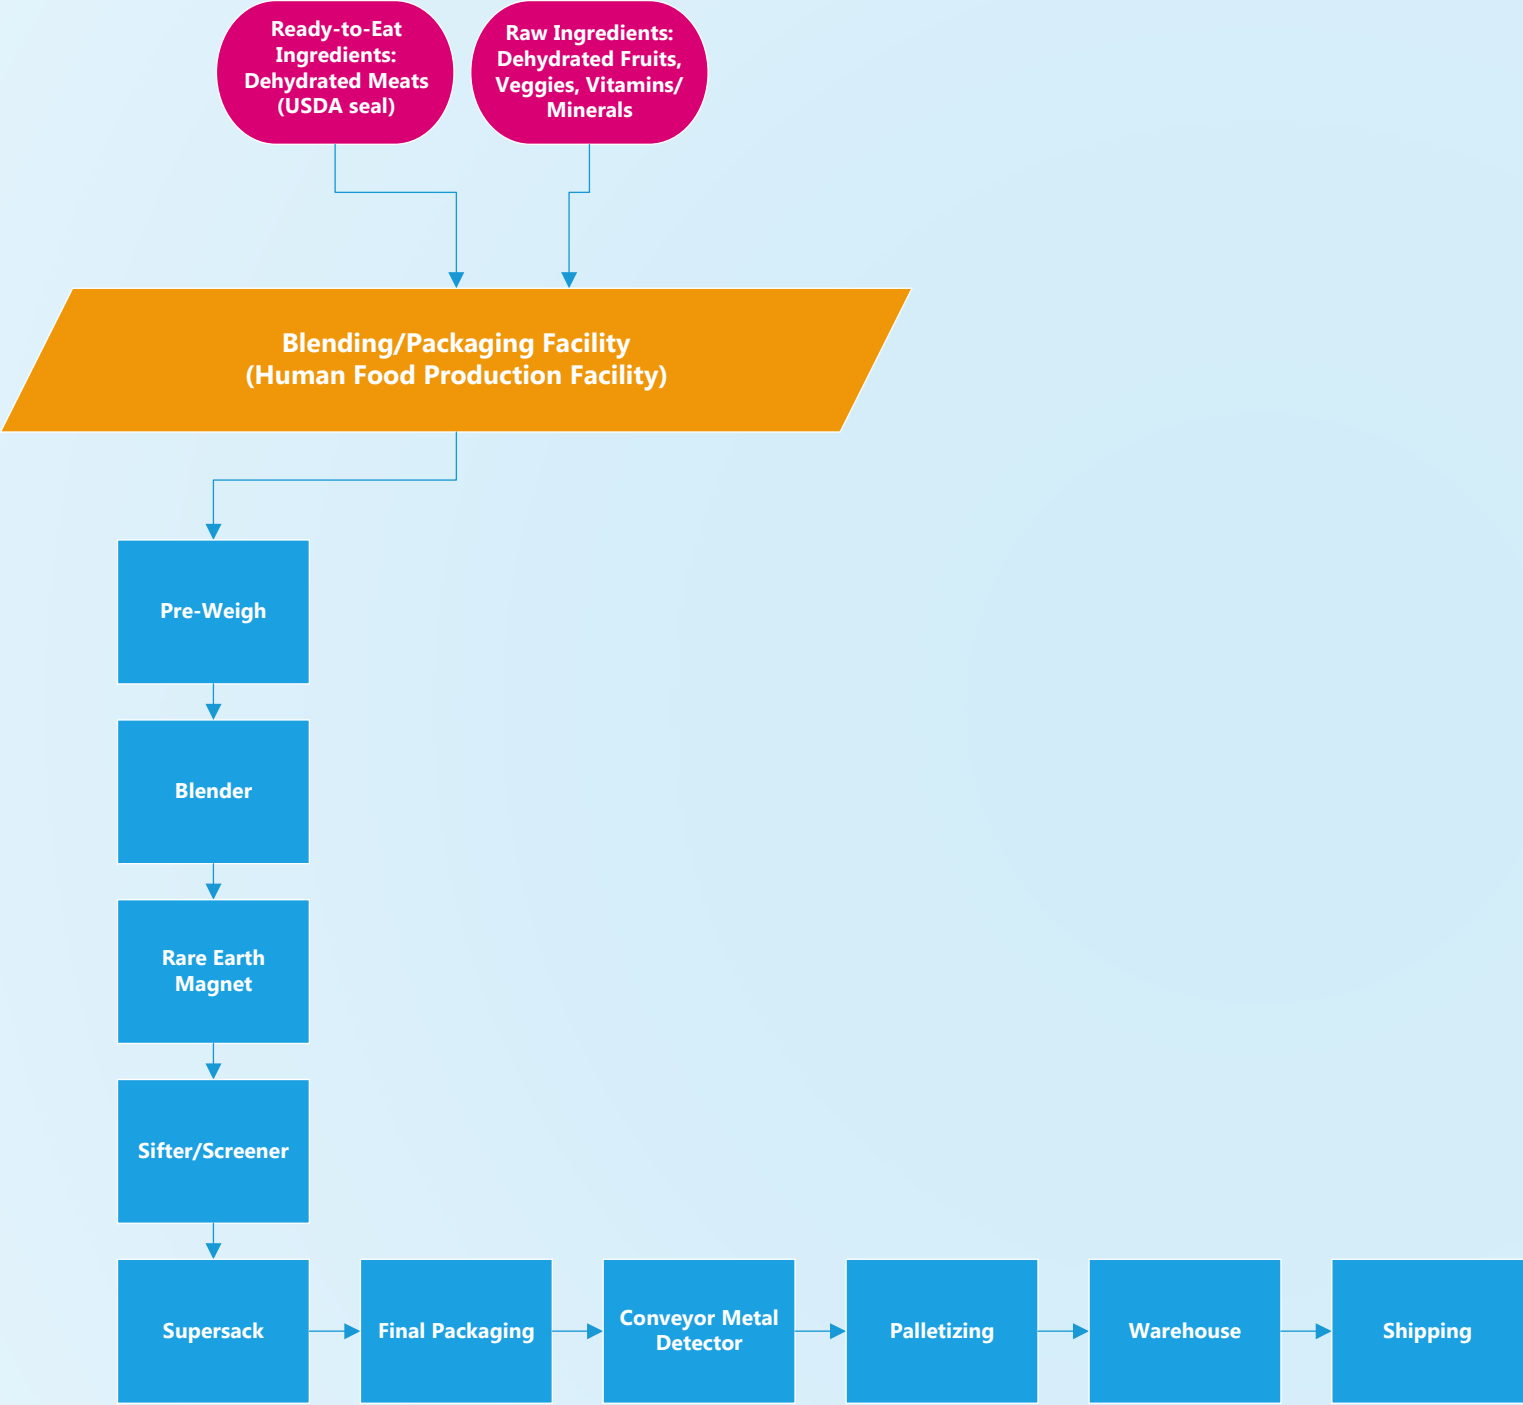 Ready-to-Eat
Ingredients:
Dehydrated Meats
(USDA seal)
Raw Ingredients:
Dehydrated Fruits,
Veggies, Vitamins/
Minerals
Blending/Packaging Facility
(Human Food Production Facility)
Pre-Weigh
Blender
Rare Earth
Magnet
Sifter/Screener
Supersack
Final Packaging
Conveyor Metal
Detector
Palletizing
Warehouse
Shipping